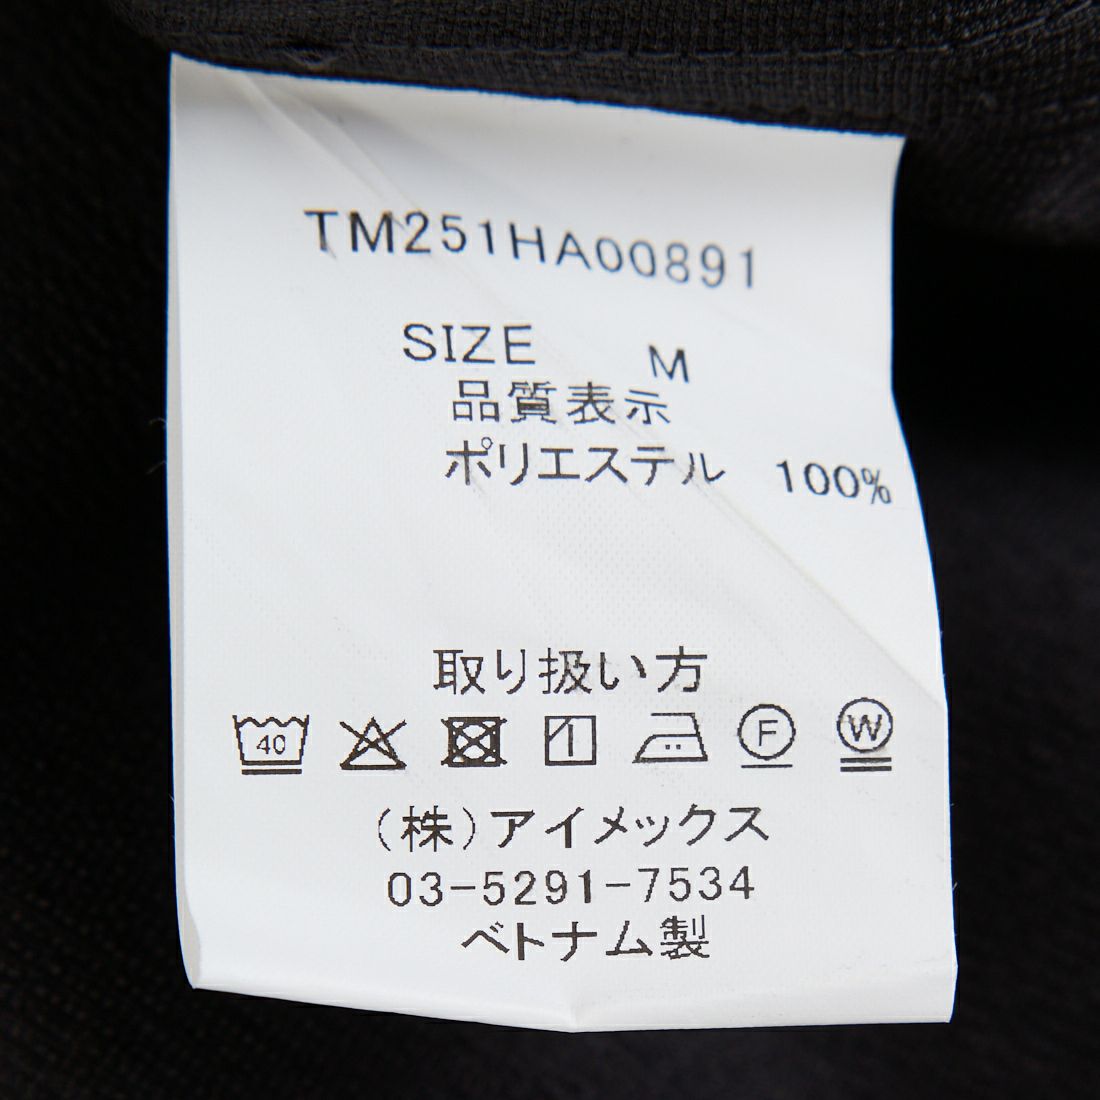 TM251HA00891
SIZE M
品質表示
ポリエステル 100%
取り扱い方
40 F W
(株)アイメックス
03-5291-7534
ベトナム製